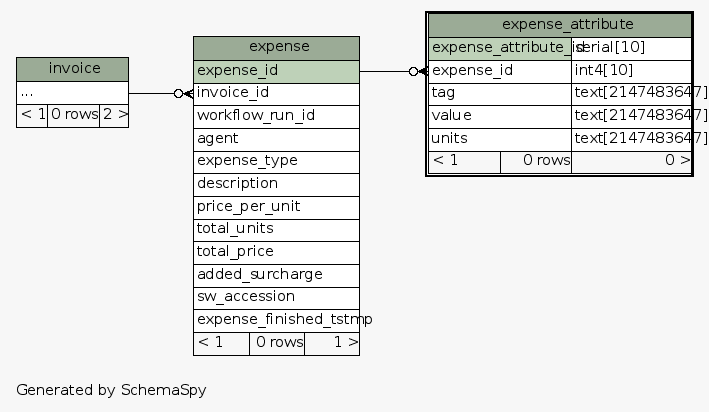 invoice
...
< 1 0 rows 2 >
expense
expense_id
invoice_id
workflow_run_id
agent
expense_type
description
price_per_unit
total_units
total_price
added_surcharge
sw_accession
expense_finished_tstmp
< 1 0 rows 1 >
expense_attribute
expense_attribute_id serial[10]
expense_id int4[10]
tag text[2147483647]
value text[2147483647]
units text[2147483647]
< 1 0 rows 0 >
Generated by SchemaSpy